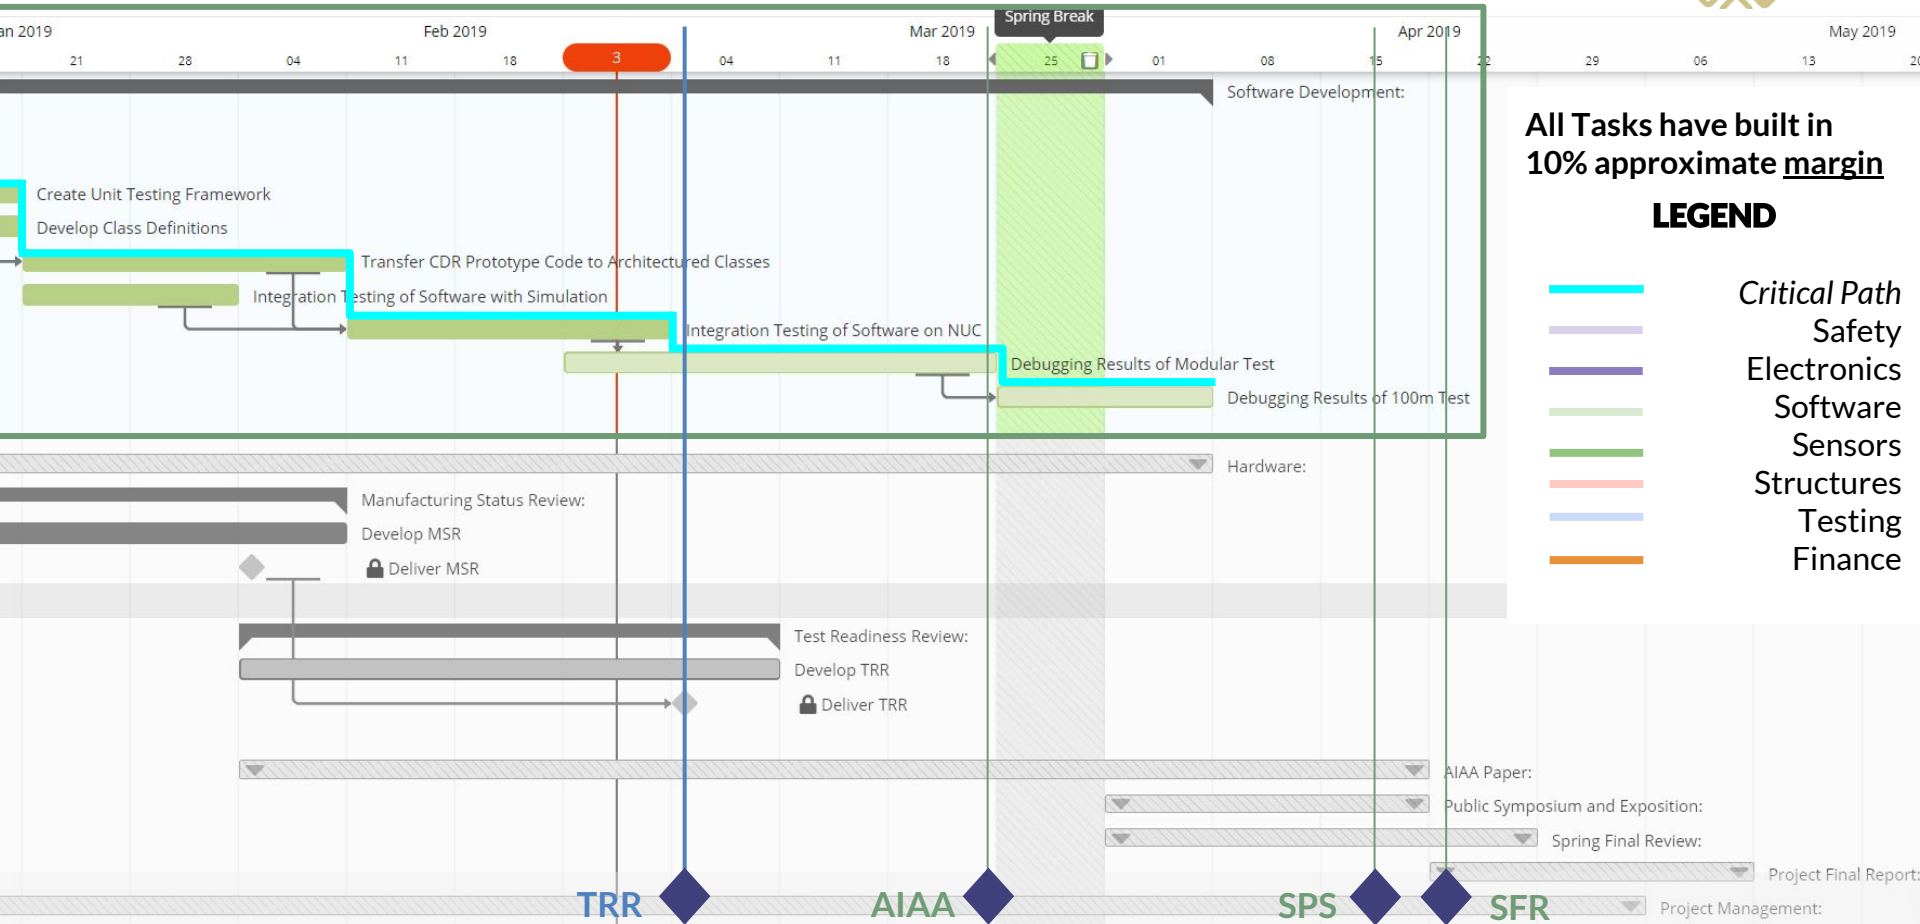 Spring Break
an 2019
Feb 2019
Mar 2019
Apr 2019
May 2019
21
28
04
11
18
3
04
11
18
25
01
08
15
22
29
06
13
20
Software Development:
All Tasks have built in
10% approximate margin
LEGEND
Create Unit Testing Framework
Develop Class Definitions
Transfer CDR Prototype Code to Architectured Classes
Integration Testing of Software with Simulation
Integration Testing of Software on NUC
Debugging Results of Modular Test
Debugging Results of 100m Test
Critical Path
Safety
Electronics
Software
Sensors
Structures
Testing
Finance
Hardware:
Manufacturing Status Review:
Develop MSR
Deliver MSR
Test Readiness Review:
Develop TRR
Deliver TRR
AIAA Paper:
Public Symposium and Exposition:
Spring Final Review:
Project Final Report:
Project Management:
TRR
AIAA
SPS
SFR